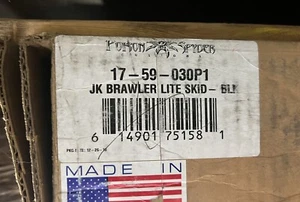 POISON SPYDER
17-59-030P1
JK BRAWLER LITE SKID- BLK
6 14901 75158 1
MADE IN